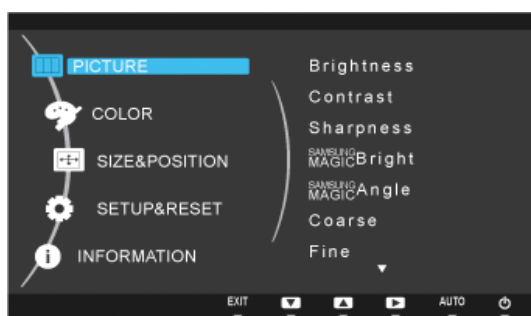 PICTURE
COLOR
SIZE&POSITION
SETUP&RESET
INFORMATION
Brightness
Contrast
Sharpness
SAMSUNG MAGIC Bright
SAMSUNG MAGIC Angle
Coarse
Fine
EXIT
AUTO